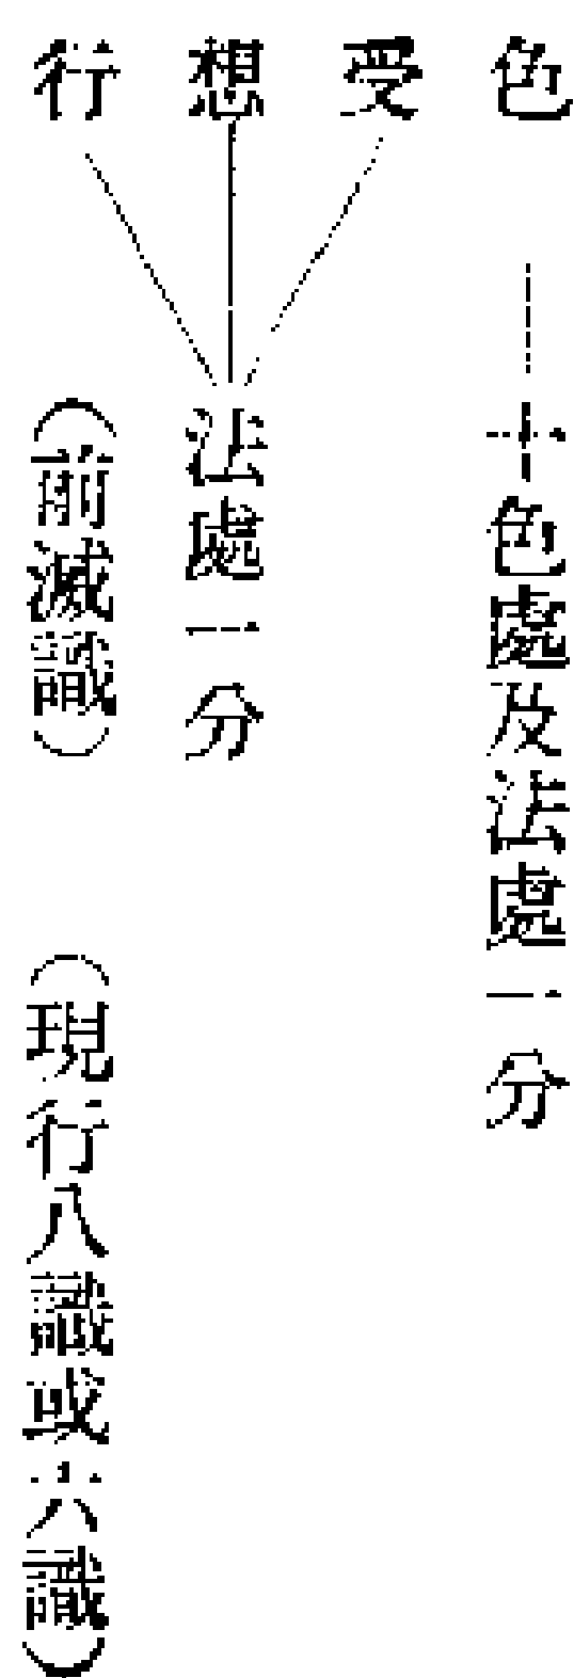 色
十色處及法處一分
受
想
行
法處一分
（前滅識）
（現行八識或六識）